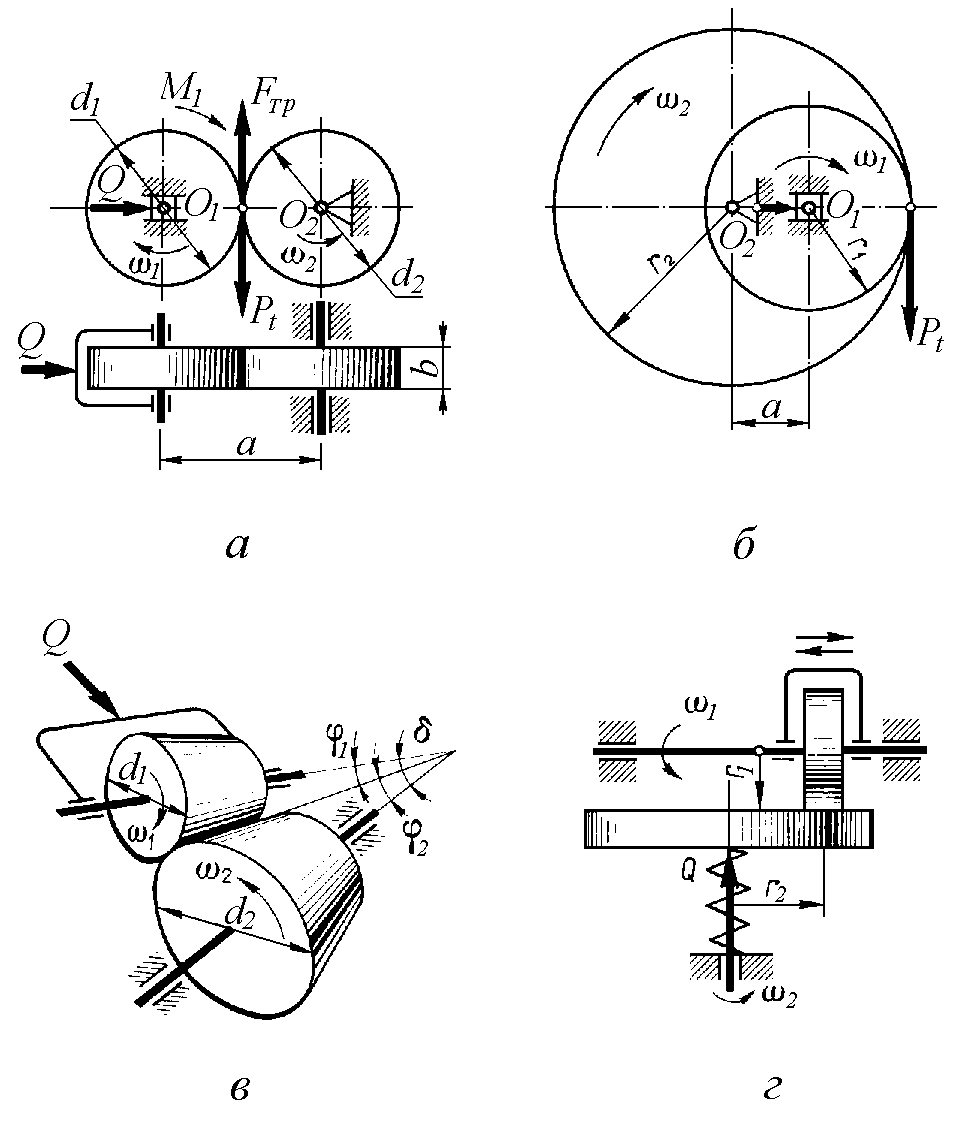 M₁ Fтр
d₁
Q O₁ O₂
ω₁ ω₂
d₂
Pt
Q b
a
а
ω₂
ω₁
O₂ O₁
r₂ r₁
Pt
a
б
Q
φ₁ δ
d₁
ω₁ φ₂
ω₂
d₂
в
ω₁
r₁
Q r₂
ω₂
г